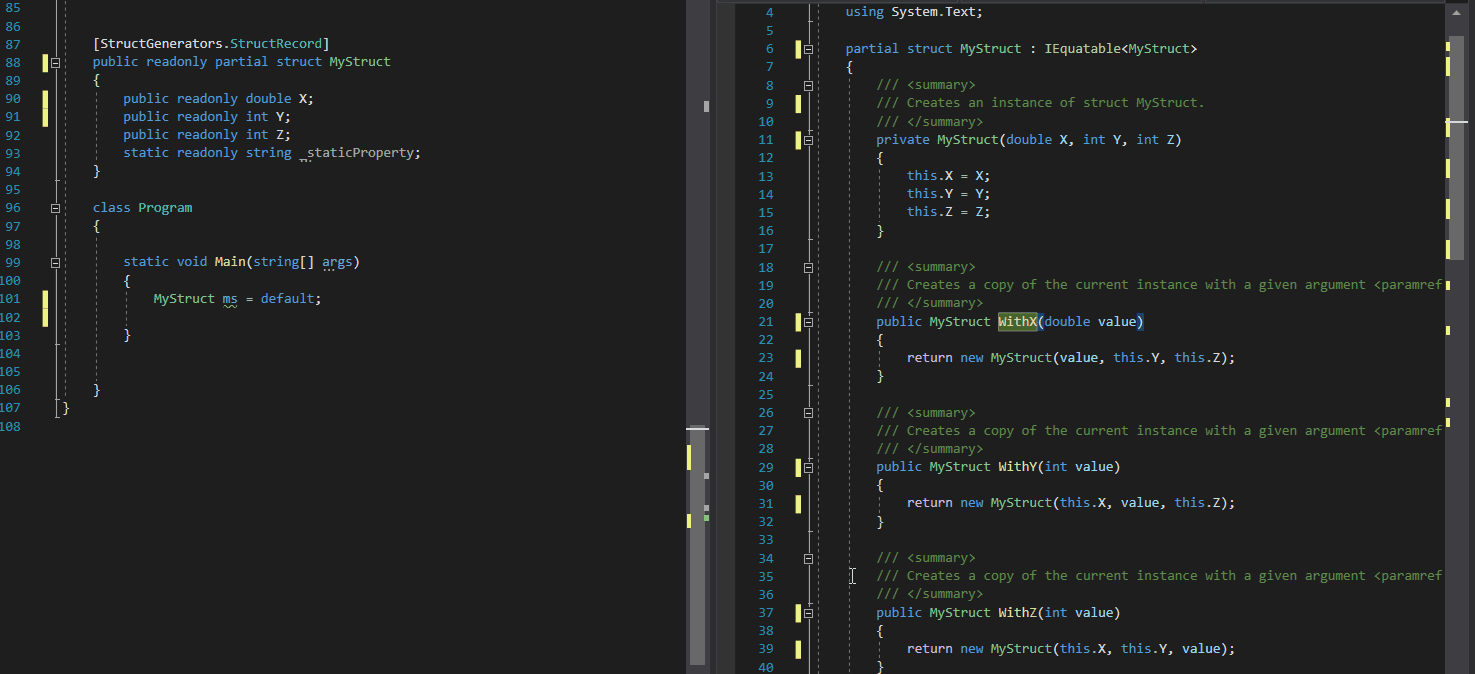 85
86
87 [StructGenerators.StructRecord]
88 public readonly partial struct MyStruct
89 {
90 public readonly double X;
91 public readonly int Y;
92 public readonly int Z;
93 static readonly string _staticProperty;
94 }
95
96 class Program
97 {
98
99 static void Main(string[] args)
100 {
101 MyStruct ms = default;
102
103 }
104
105
106 }
107 }
108
4 using System.Text;
5
6 partial struct MyStruct : IEquatable<MyStruct>
7 {
8 /// <summary>
9 /// Creates an instance of struct MyStruct.
10 /// </summary>
11 private MyStruct(double X, int Y, int Z)
12 {
13 this.X = X;
14 this.Y = Y;
15 this.Z = Z;
16 }
17
18 /// <summary>
19 /// Creates a copy of the current instance with a given argument <paramref
20 /// </summary>
21 public MyStruct WithX(double value)
22 {
23 return new MyStruct(value, this.Y, this.Z);
24 }
25
26 /// <summary>
27 /// Creates a copy of the current instance with a given argument <paramref
28 /// </summary>
29 public MyStruct WithY(int value)
30 {
31 return new MyStruct(this.X, value, this.Z);
32 }
33
34 /// <summary>
35 /// Creates a copy of the current instance with a given argument <paramref
36 /// </summary>
37 public MyStruct WithZ(int value)
38 {
39 return new MyStruct(this.X, this.Y, value);
40 }